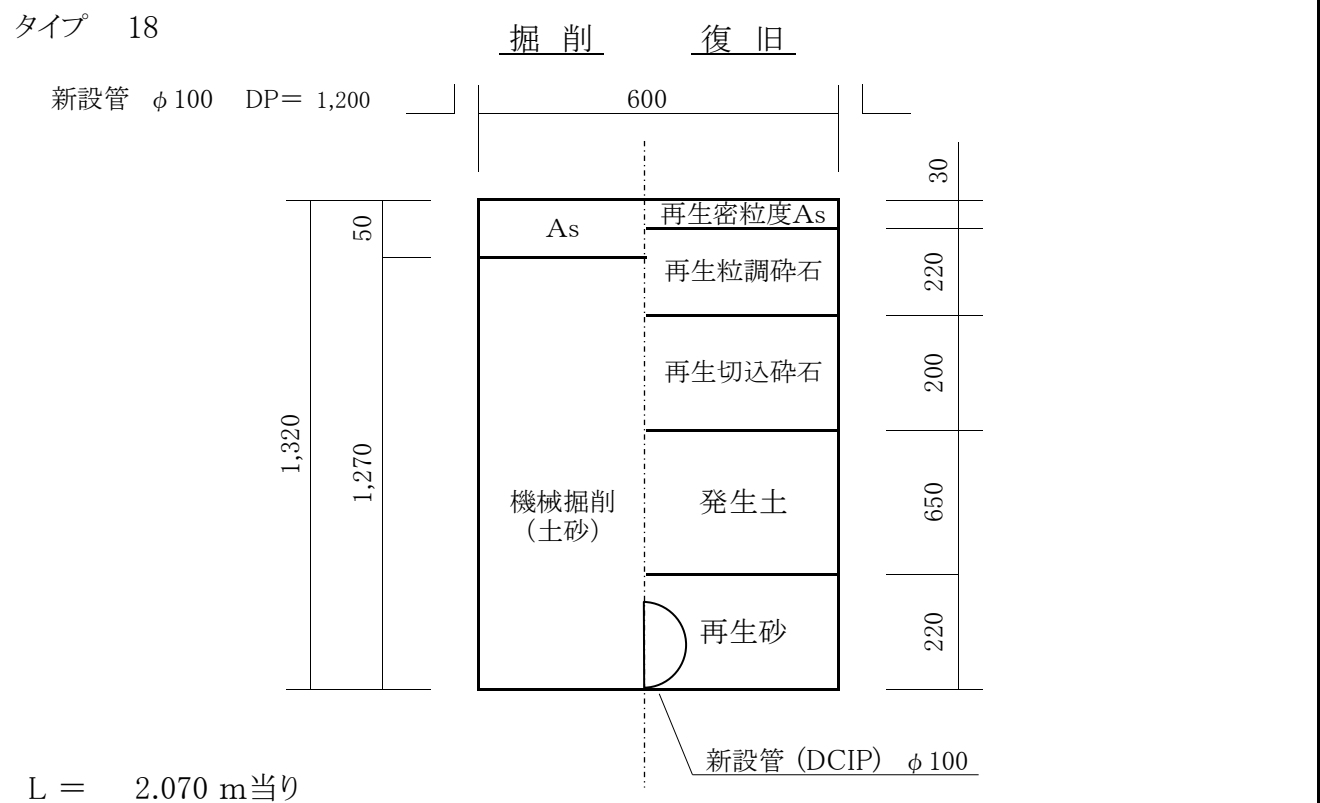 タイプ 18
掘 削 復 旧
新設管 φ100 DP＝ 1,200
600
30
50
As
再生密粒度As
再生粒調砕石
220
再生切込砕石
200
1,320
1,270
機械掘削
（土砂）
発生土
650
再生砂
220
新設管 (DCIP) φ100
L ＝ 2.070 m当り